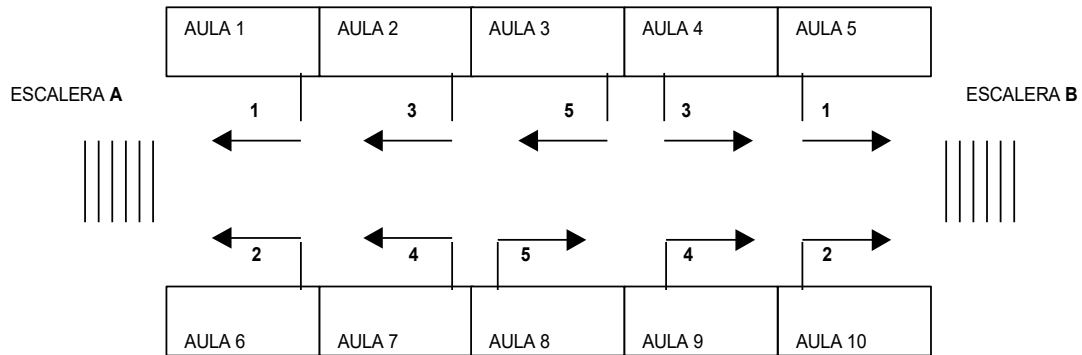 AULA 1 AULA 2 AULA 3 AULA 4 AULA 5
ESCALERA A ESCALERA B
1 3 5 3 1
2 4 5 4 2
AULA 6 AULA 7 AULA 8 AULA 9 AULA 10